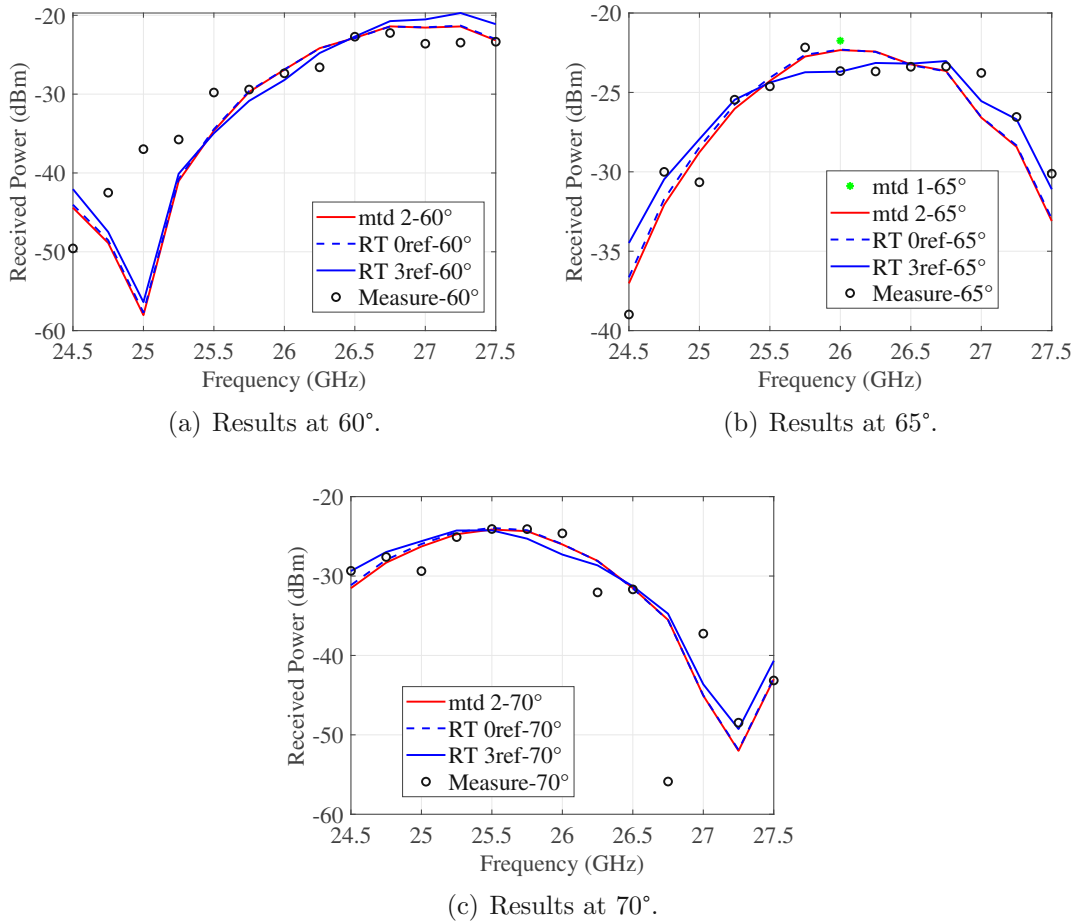 -20
-30
-40
-50
-60
Received Power (dBm)
mtd 2-60°
RT 0ref-60°
RT 3ref-60°
Measure-60°
24.5 25 25.5 26 26.5 27 27.5
Frequency (GHz)
(a) Results at 60°.
-20
-25
-30
-35
-40
Received Power (dBm)
mtd 1-65°
mtd 2-65°
RT 0ref-65°
RT 3ref-65°
Measure-65°
24.5 25 25.5 26 26.5 27 27.5
Frequency (GHz)
(b) Results at 65°.
-20
-30
-40
-50
-60
Received Power (dBm)
mtd 2-70°
RT 0ref-70°
RT 3ref-70°
Measure-70°
24.5 25 25.5 26 26.5 27 27.5
Frequency (GHz)
(c) Results at 70°.